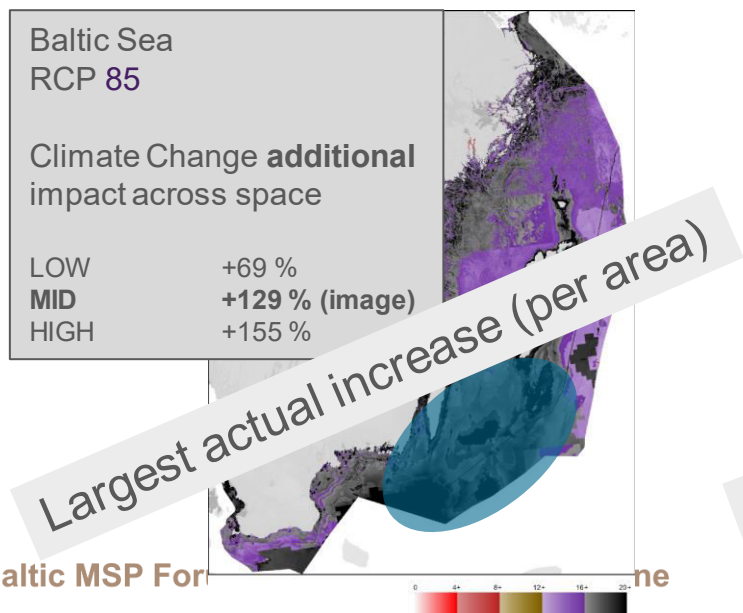 Baltic Sea
RCP 85
Climate Change additional
impact across space
LOW +69 %
MID +129 % (image)
HIGH +155 %
Largest actual increase (per area)
altic MSP For
ne
0 4+ 8+ 12+ 16+ 20+